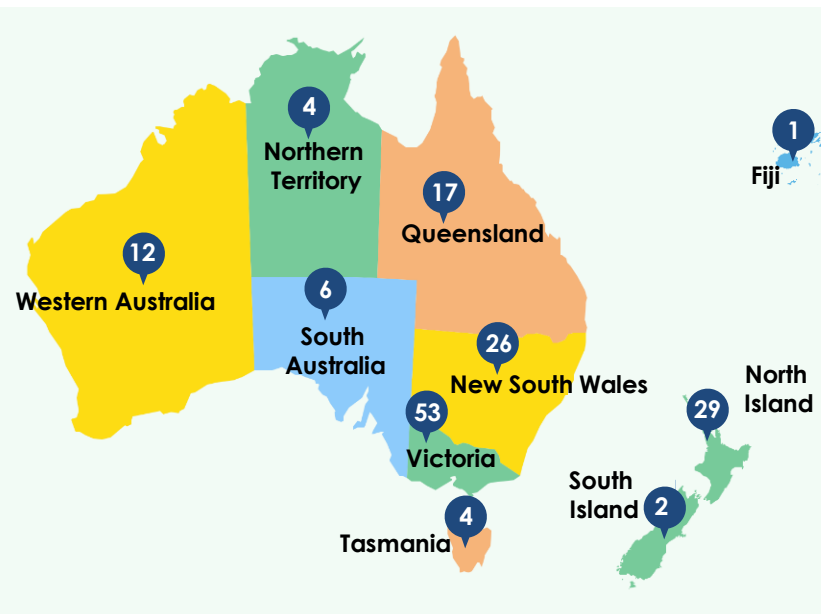 4
Northern
Territory
1
Fiji
17
Queensland
12
Western Australia
6
South
Australia
26
New South Wales
53
Victoria
29
North
Island
South
Island
2
4
Tasmania